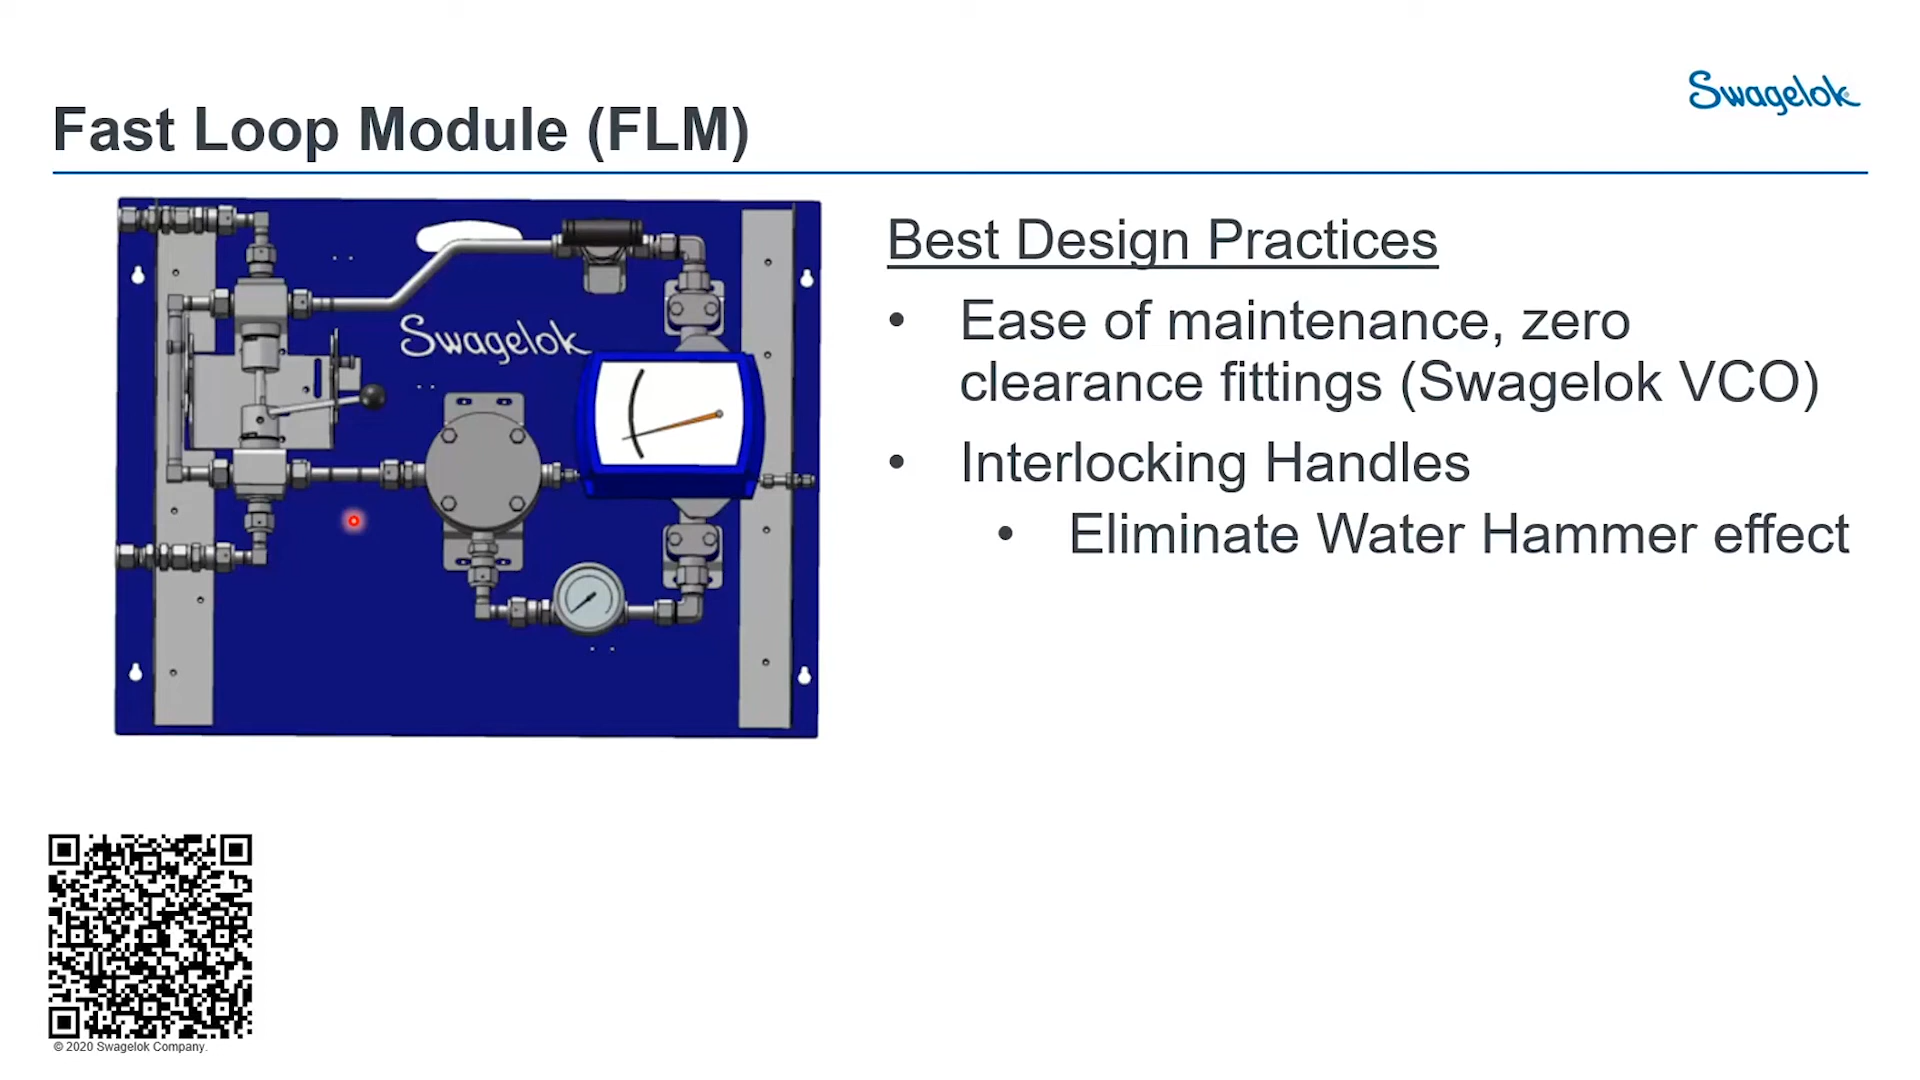 Swagelok
Fast Loop Module (FLM)
Swagelok
Best Design Practices
• Ease of maintenance, zero
clearance fittings (Swagelok VCO)
• Interlocking Handles
• Eliminate Water Hammer effect
© 2020 Swagelok Company.